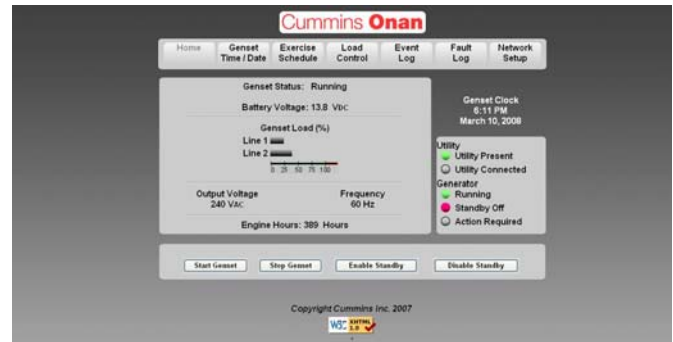 Cummins Onan
Home
Genset Time / Date
Exercise Schedule
Load Control
Event Log
Fault Log
Network Setup
Genset Status: Running
Battery Voltage: 13.8 VDC
Genset Load (%)
Line 1
Line 2
0 25 50 75 100
Output Voltage
240 VAC
Frequency
60 Hz
Engine Hours: 389 Hours
Genset Clock
6:11 PM
March 10, 2008
Utility
Utility Present
Utility Connected
Generator
Running
Standby Off
Action Required
Start Genset
Stop Genset
Enable Standby
Disable Standby
Copyright Cummins Inc. 2007
W3C XHTML 1.0